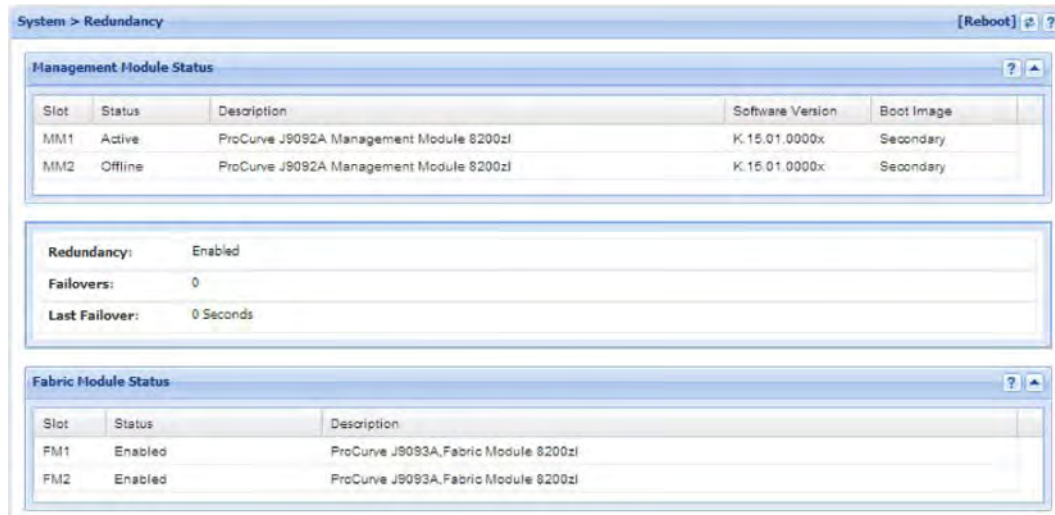 System > Redundancy [Reboot] ?
Management Module Status ?
Slot Status Description Software Version Boot Image
MM1 Active ProCurve J9092A Management Module 8200zl K.15.01.0000x Secondary
MM2 Offline ProCurve J9092A Management Module 8200zl K.15.01.0000x Secondary
Redundancy: Enabled
Failovers: 0
Last Failover: 0 Seconds
Fabric Module Status ?
Slot Status Description
FM1 Enabled ProCurve J9093A,Fabric Module 8200zl
FM2 Enabled ProCurve J9093A,Fabric Module 8200zl